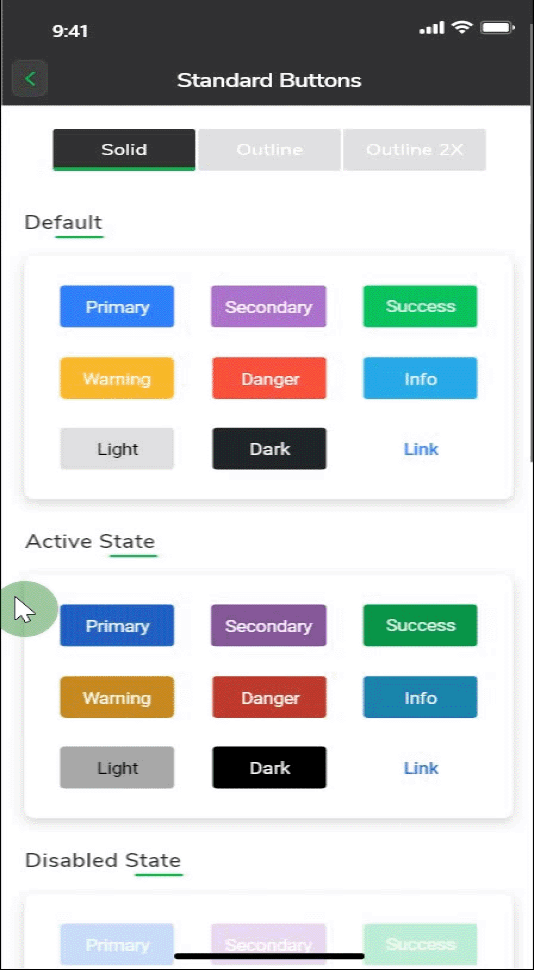 9:41
Standard Buttons
Solid Outline Outline 2X
Default
Primary Secondary Success
Warning Danger Info
Light Dark Link
Active State
Primary Secondary Success
Warning Danger Info
Light Dark Link
Disabled State
Primary Secondary Success